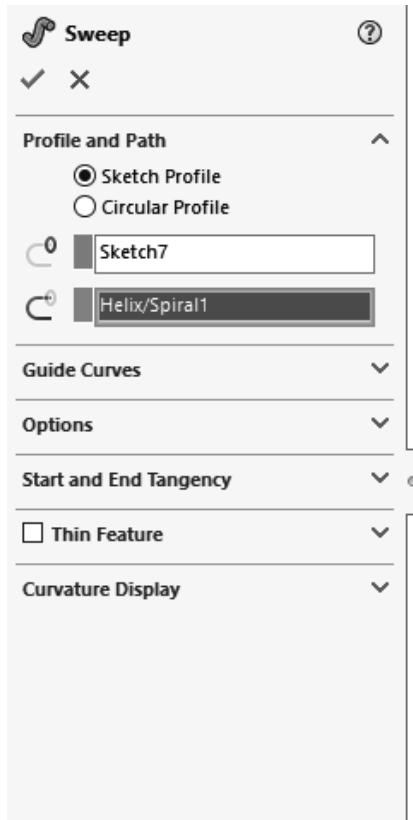 Sweep
Profile and Path
Sketch Profile
Circular Profile
Sketch7
Helix/Spiral1
Guide Curves
Options
Start and End Tangency
Thin Feature
Curvature Display